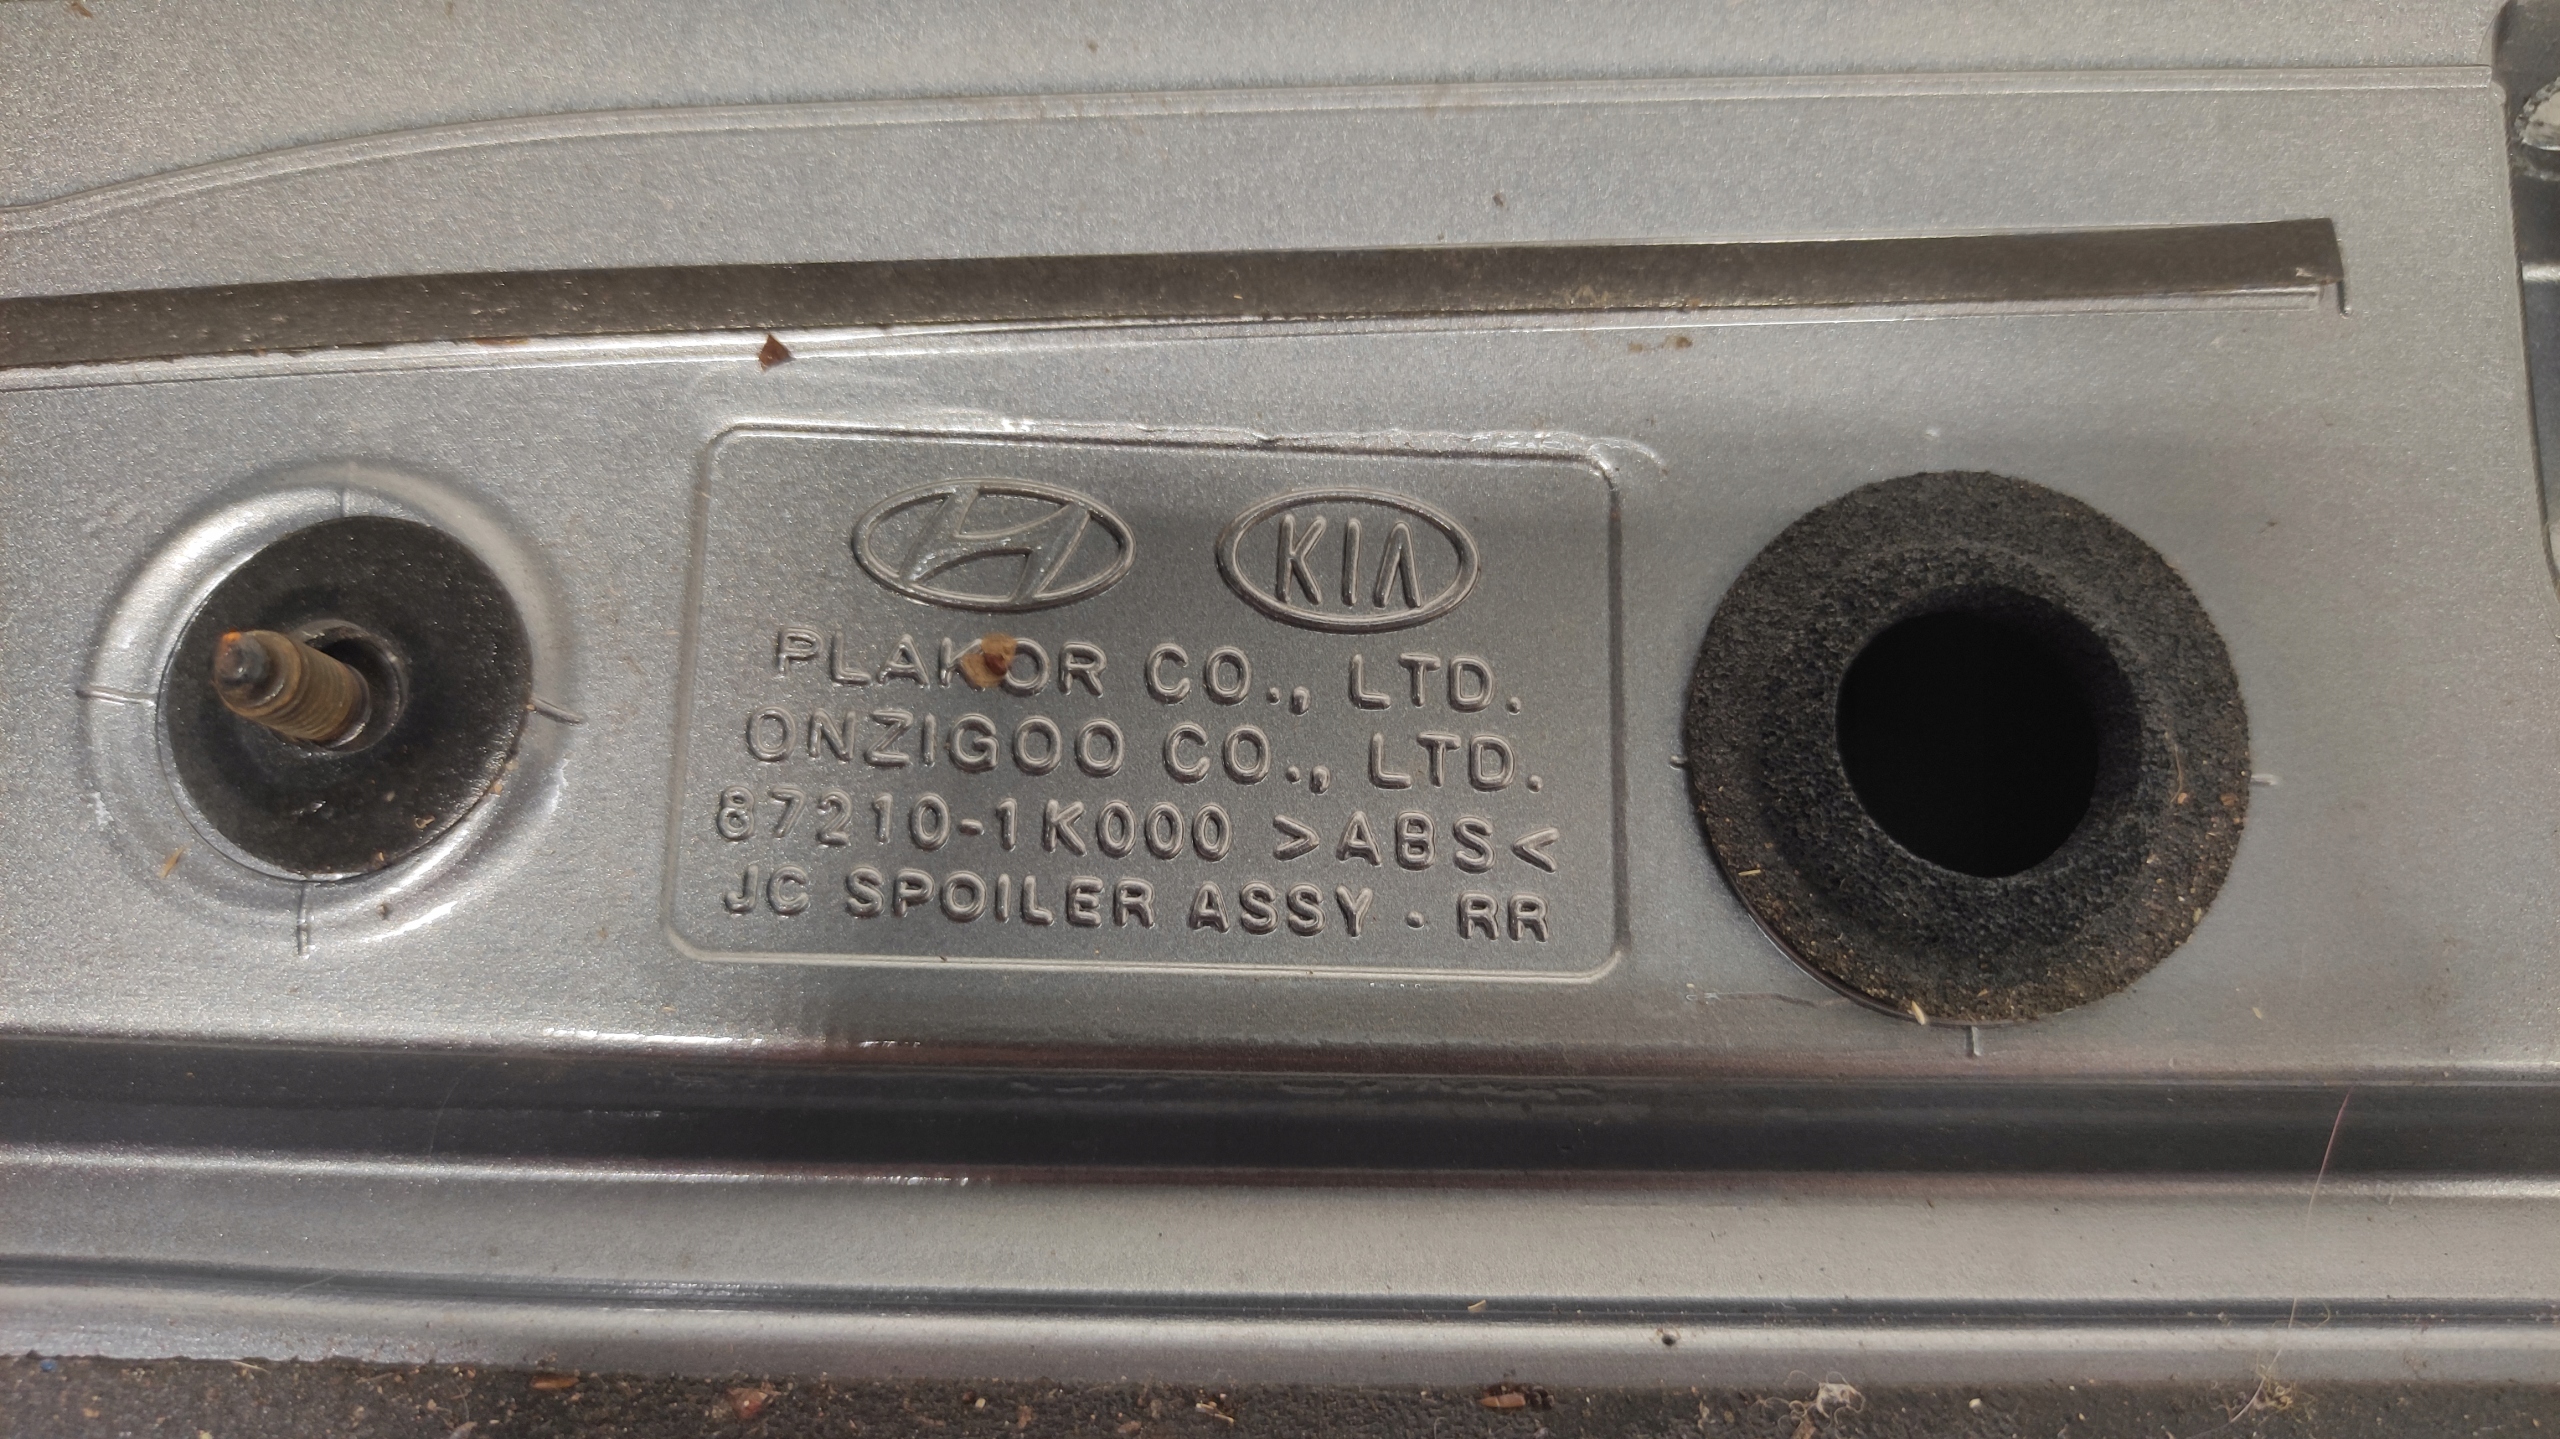 KIA
PLAKOR CO., LTD.
ONZIGOO CO., LTD.
87210-1K000 >ABS<
JC SPOILER ASSY - RR